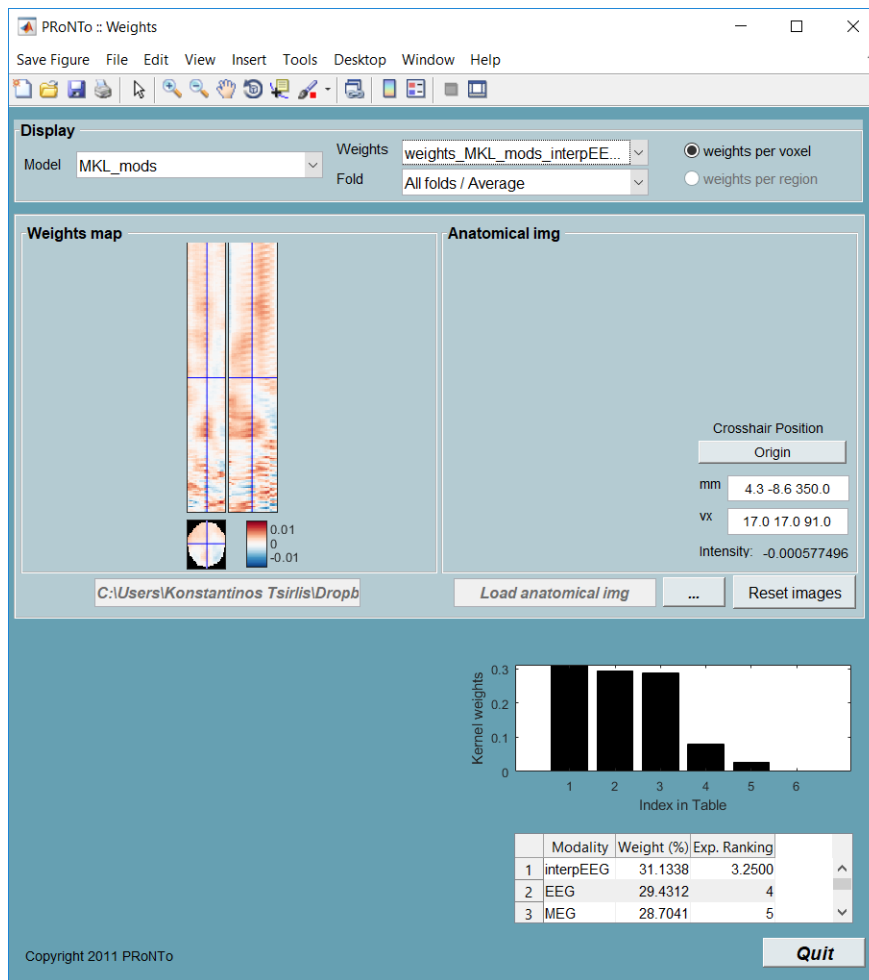 PRoNTo :: Weights
Save Figure File Edit View Insert Tools Desktop Window Help
Display
Model MKL_mods
Weights weights_MKL_mods_interpEE...
Fold All folds / Average
weights per voxel
weights per region
Weights map
0.01
0
-0.01
Anatomical img
Crosshair Position
Origin
mm 4.3 -8.6 350.0
vx 17.0 17.0 91.0
Intensity: -0.000577496
C:\Users\Konstantinos Tsirlis\Dropb
Load anatomical img
...
Reset images
Kernel weights
0.3
0.2
0.1
0
1 2 3 4 5 6
Index in Table
Modality Weight (%) Exp. Ranking
1 interpEEG 31.1338 3.2500
2 EEG 29.4312 4
3 MEG 28.7041 5
Copyright 2011 PRoNTo
Quit